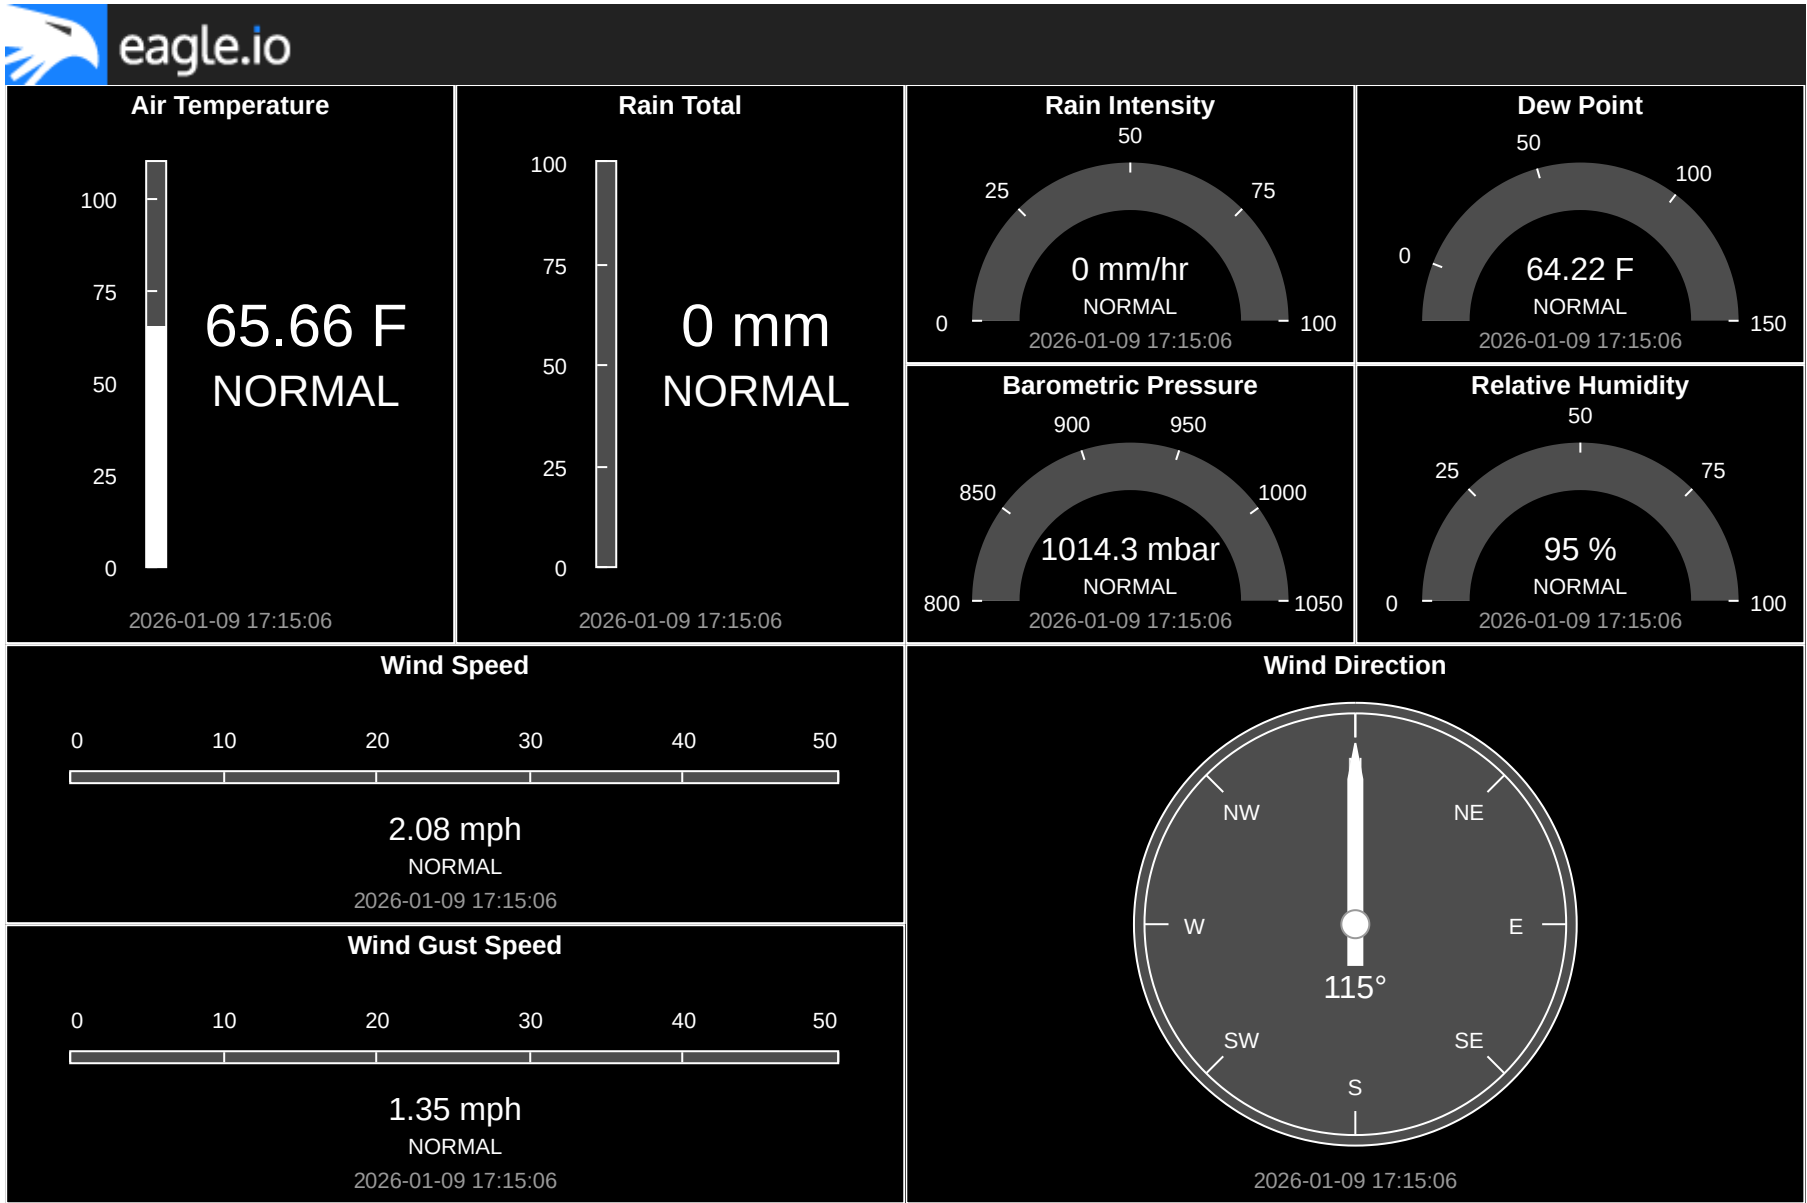 eagle.io
Air Temperature
100
75
50
25
0
65.66 F
NORMAL
2026-01-09 17:15:06
Rain Total
100
75
50
25
0
0 mm
NORMAL
2026-01-09 17:15:06
Rain Intensity
0
25
50
75
100
0 mm/hr
NORMAL
2026-01-09 17:15:06
Dew Point
0
50
100
150
64.22 F
NORMAL
2026-01-09 17:15:06
Barometric Pressure
800
850
900
950
1000
1050
1014.3 mbar
NORMAL
2026-01-09 17:15:06
Relative Humidity
0
25
50
75
100
95 %
NORMAL
2026-01-09 17:15:06
Wind Speed
0 10 20 30 40 50
2.08 mph
NORMAL
2026-01-09 17:15:06
Wind Gust Speed
0 10 20 30 40 50
1.35 mph
NORMAL
2026-01-09 17:15:06
Wind Direction
NW NE
W E
115°
SW SE
S
2026-01-09 17:15:06